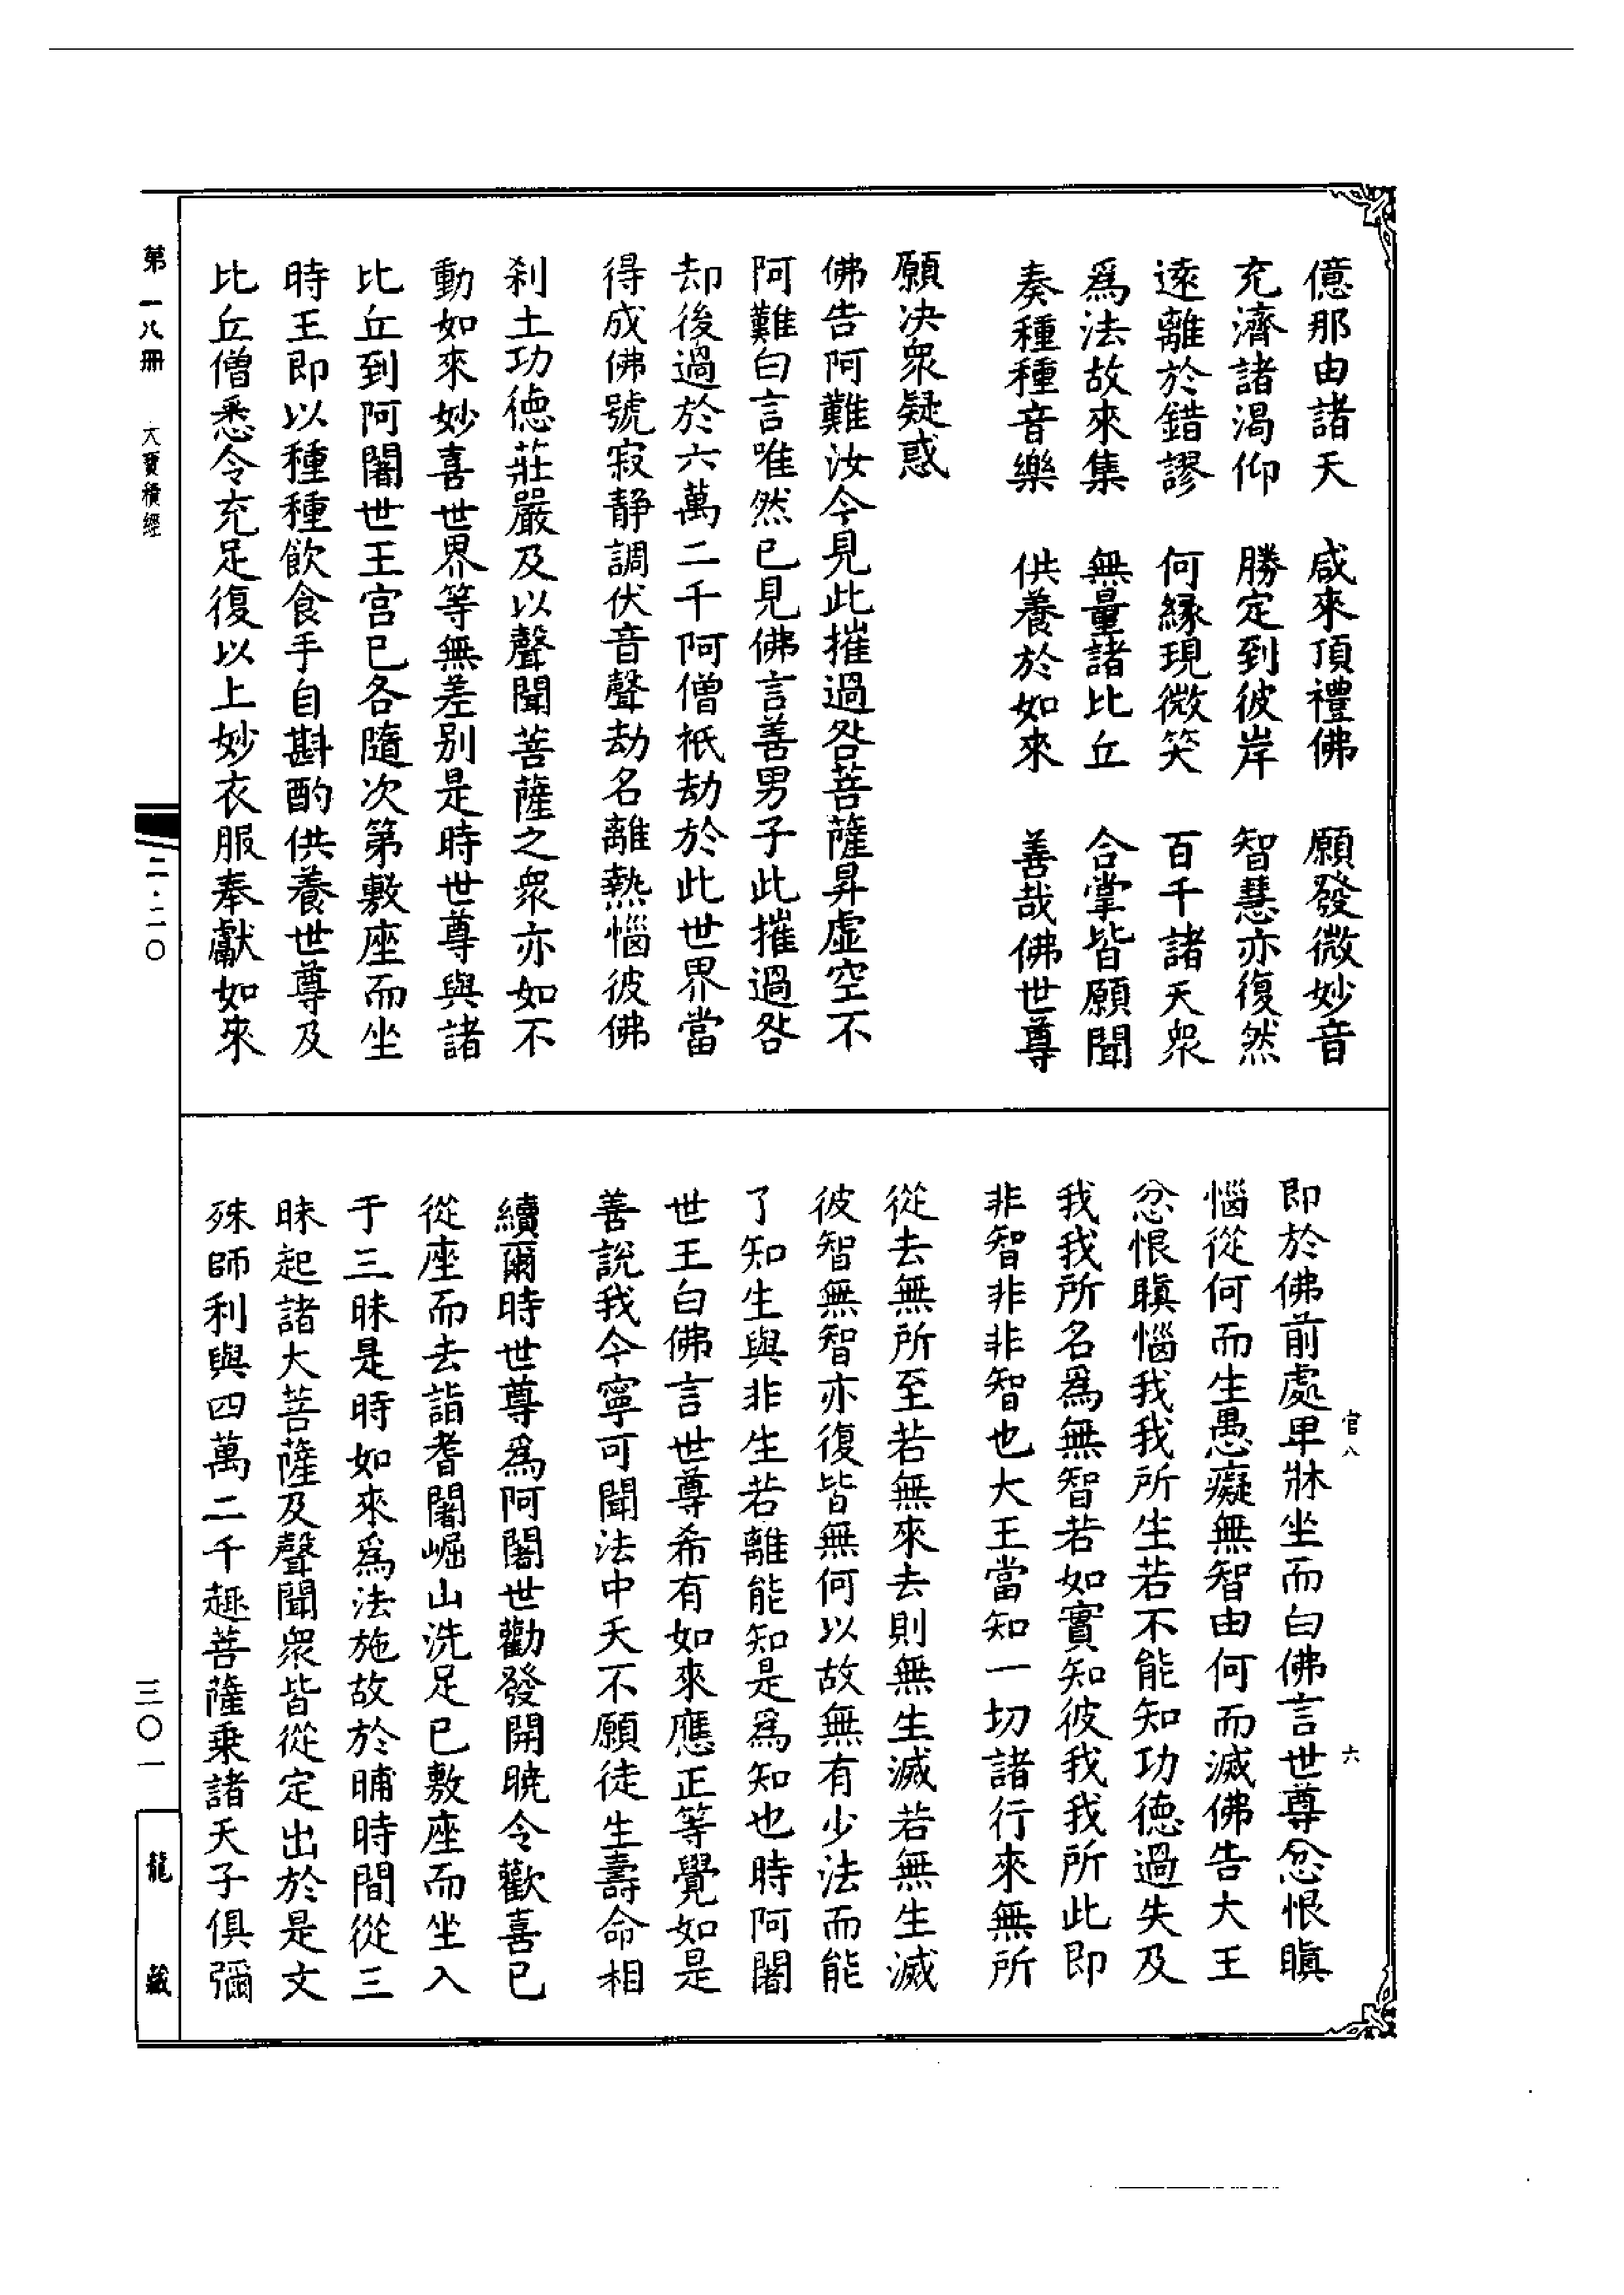 億那由諸天　咸來頂禮佛　願發微妙音
充濟諸渴仰　勝定到彼岸　智慧亦復然
遠離於錯謬　何緣現微笑　百千諸天衆
爲法故來集　無量諸比丘　合掌皆願聞
奏種種音樂　供養於如來　善哉佛世尊
願决衆疑惑
佛告阿難汝今見此摧過咎菩薩昇虛空不
阿難白言唯然已見佛言善男子此摧過咎
却後過於六萬二千阿僧祇劫於此世界當
得成佛號寂靜調伏音聲劫名離熱惱彼佛
刹土功德莊嚴及以聲聞菩薩之衆亦如不
動如來妙喜世界等無差別是時世尊與諸
比丘到阿闍世王宮已各隨次第敷座而坐
時王即以種種飲食手自斟酌供養世尊及
比丘僧悉令充足復以上妙衣服奉獻如來
官八
六
即於佛前處卑牀坐而白佛言世尊忿恨瞋
惱從何而生愚癡無智由何而滅佛告大王
忿恨瞋惱我我所生若不能知功德過失及
我我所名爲無智若如實知彼我我所此即
非智非非智也大王當知一切諸行來無所
從去無所至若無來去則無生滅若無生滅
彼智無智亦復皆無何以故無有少法而能
了知生與非生若離能知是爲知也時阿闍
世王白佛言世尊希有如來應正等覺如是
善說我今寧可聞法中夭不願徒生壽命相
續爾時世尊爲阿闍世勸發開曉令歡喜已
從座而去詣耆闍崛山洗足已敷座而坐入
于三昧是時如來爲法施故於晡時間從三
昧起諸大菩薩及聲聞衆皆從定出於是文
殊師利與四萬二千趣菩薩乘諸天子俱彌
第一八冊　大寶積經
二·二〇
三〇一
龍藏